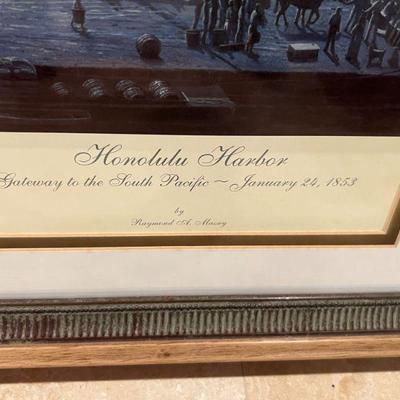 Honolulu Harbor
Gateway to the South Pacific ~ January 24, 1853
by
Raymond A. Massey